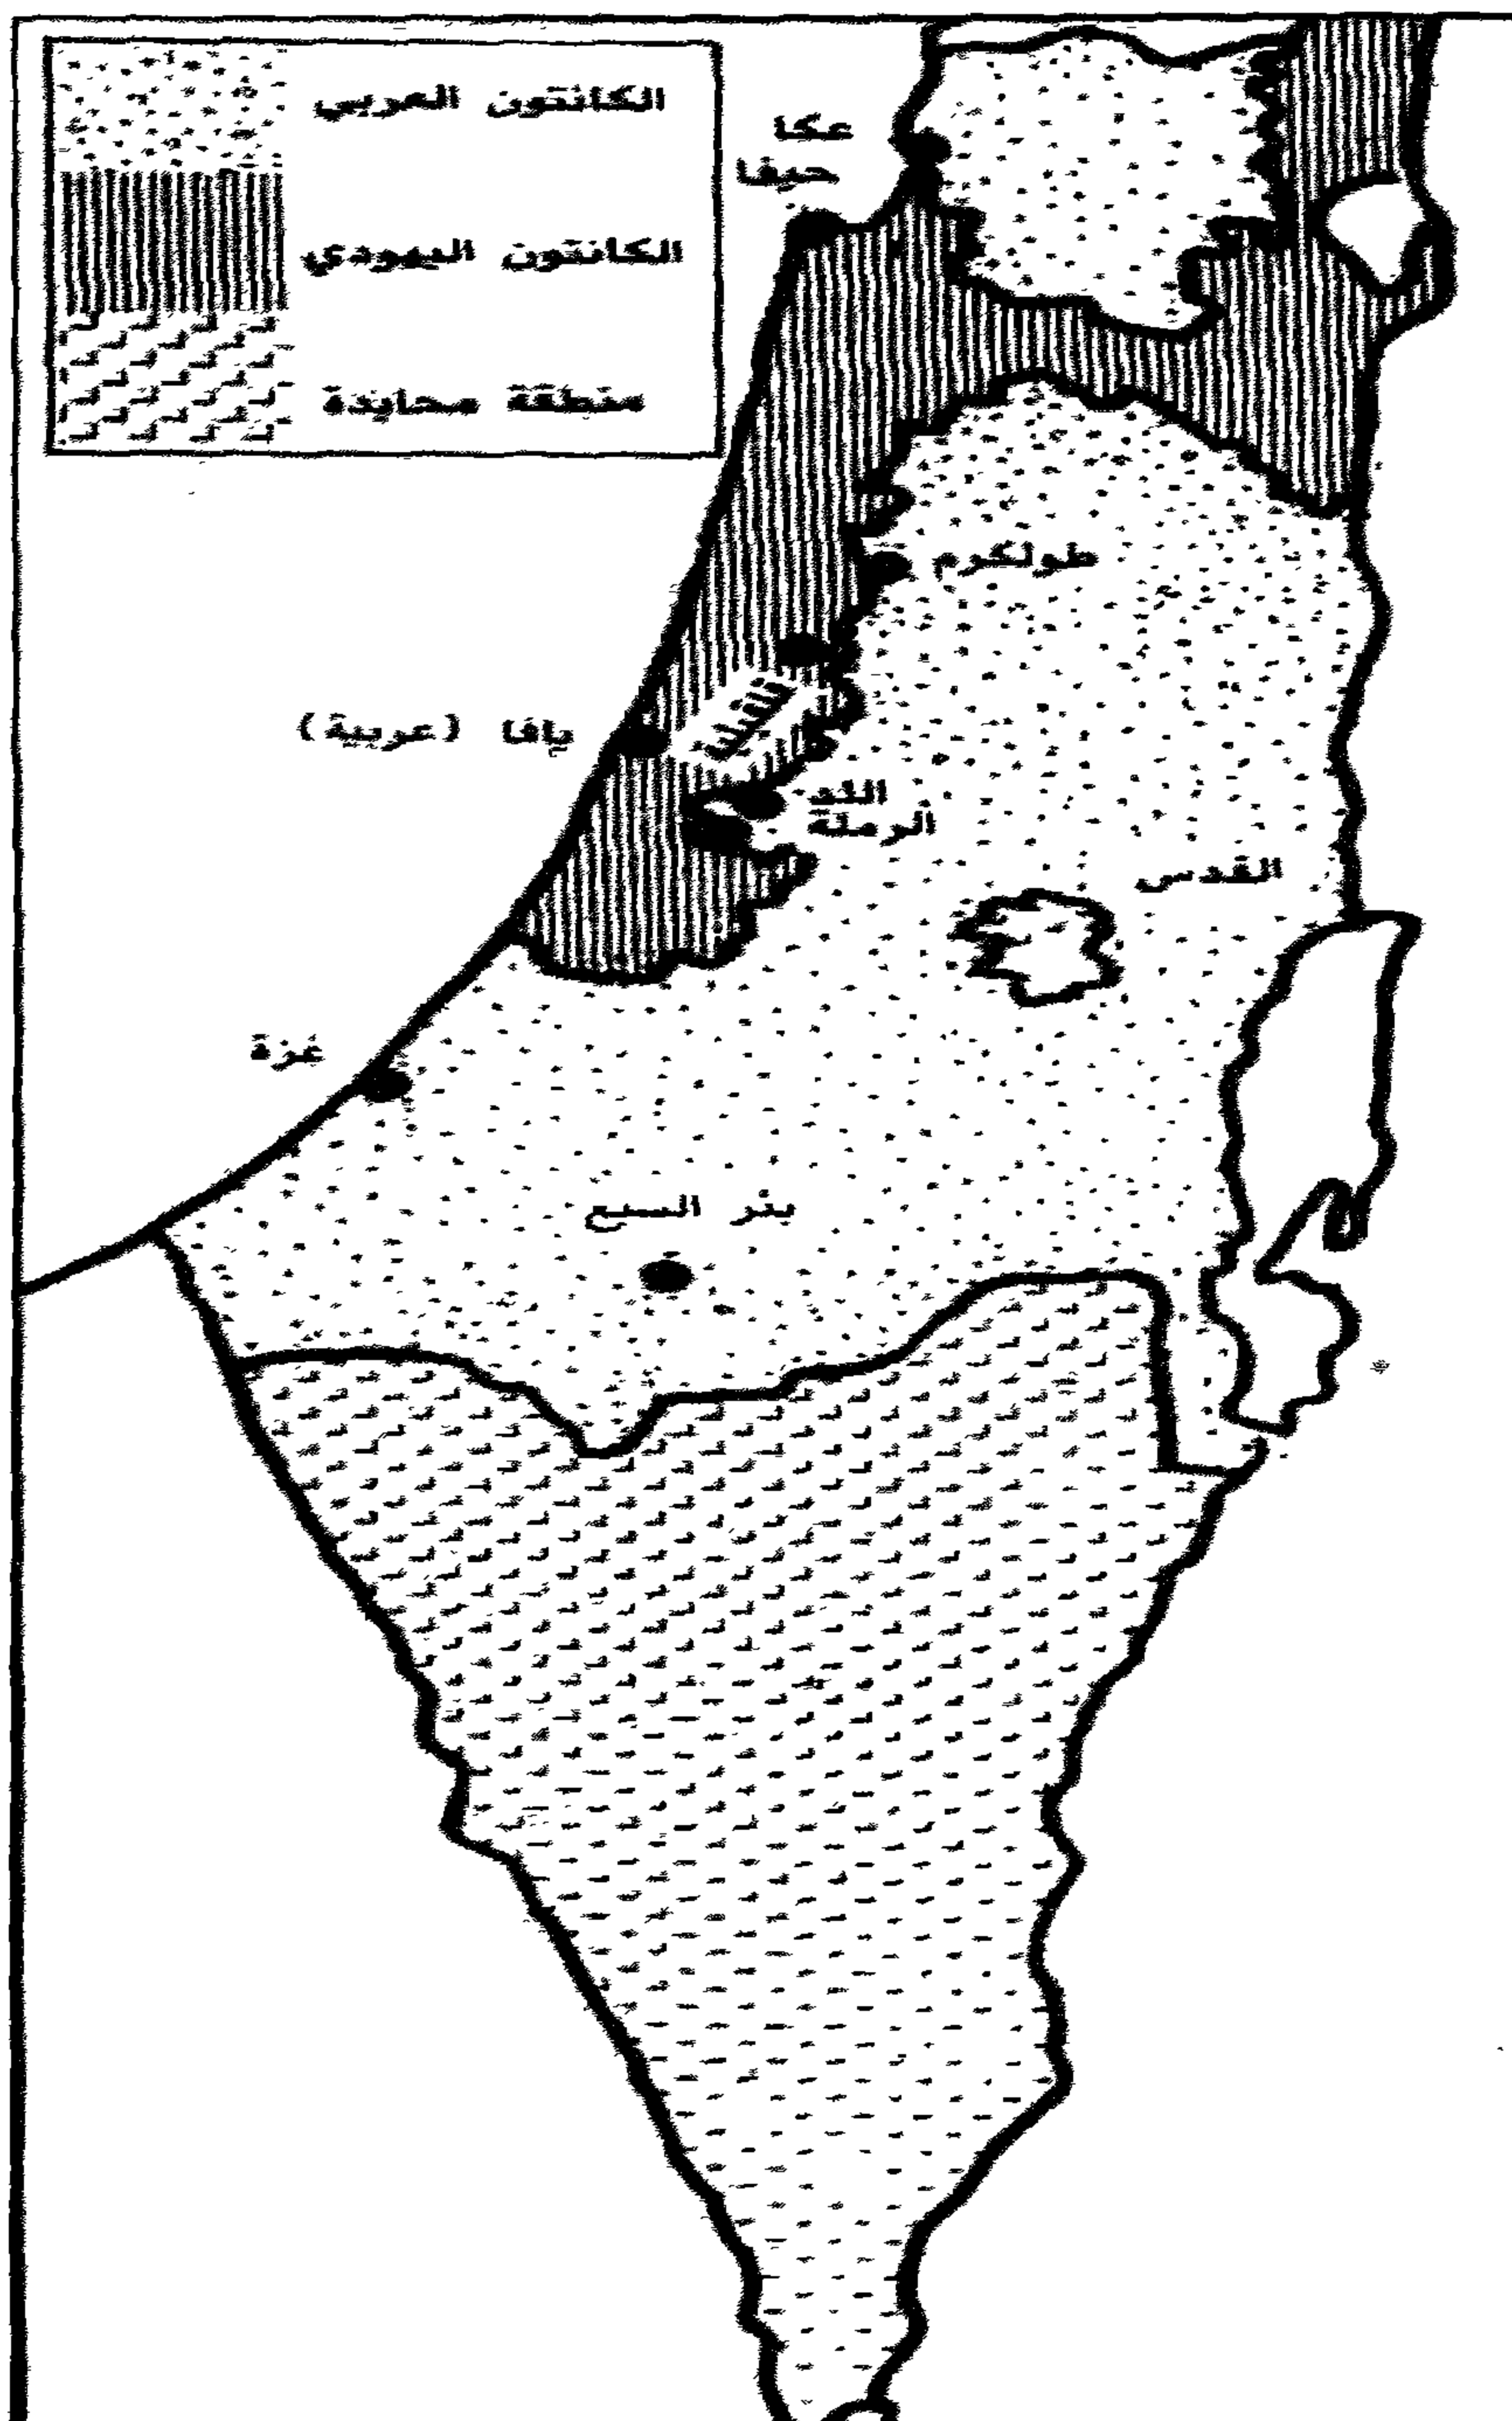 الكانتون العربي
الكانتون اليهودي
منطقة محايدة
عكا
حيفا
طولكرم
يافا (عربية)
اللد
الرملة
القدس
غزة
بئر السبع